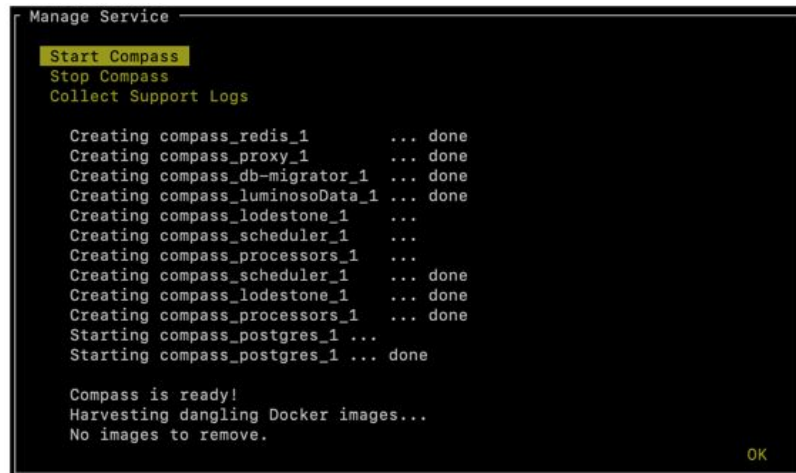 Manage Service
Start Compass
Stop Compass
Collect Support Logs
Creating compass_redis_1 ... done
Creating compass_proxy_1 ... done
Creating compass_db-migrator_1 ... done
Creating compass_luminosoData_1 ... done
Creating compass_lodestone_1 ...
Creating compass_scheduler_1 ...
Creating compass_processors_1 ...
Creating compass_scheduler_1 ... done
Creating compass_lodestone_1 ... done
Creating compass_processors_1 ... done
Starting compass_postgres_1 ...
Starting compass_postgres_1 ... done
Compass is ready!
Harvesting dangling Docker images...
No images to remove.
OK